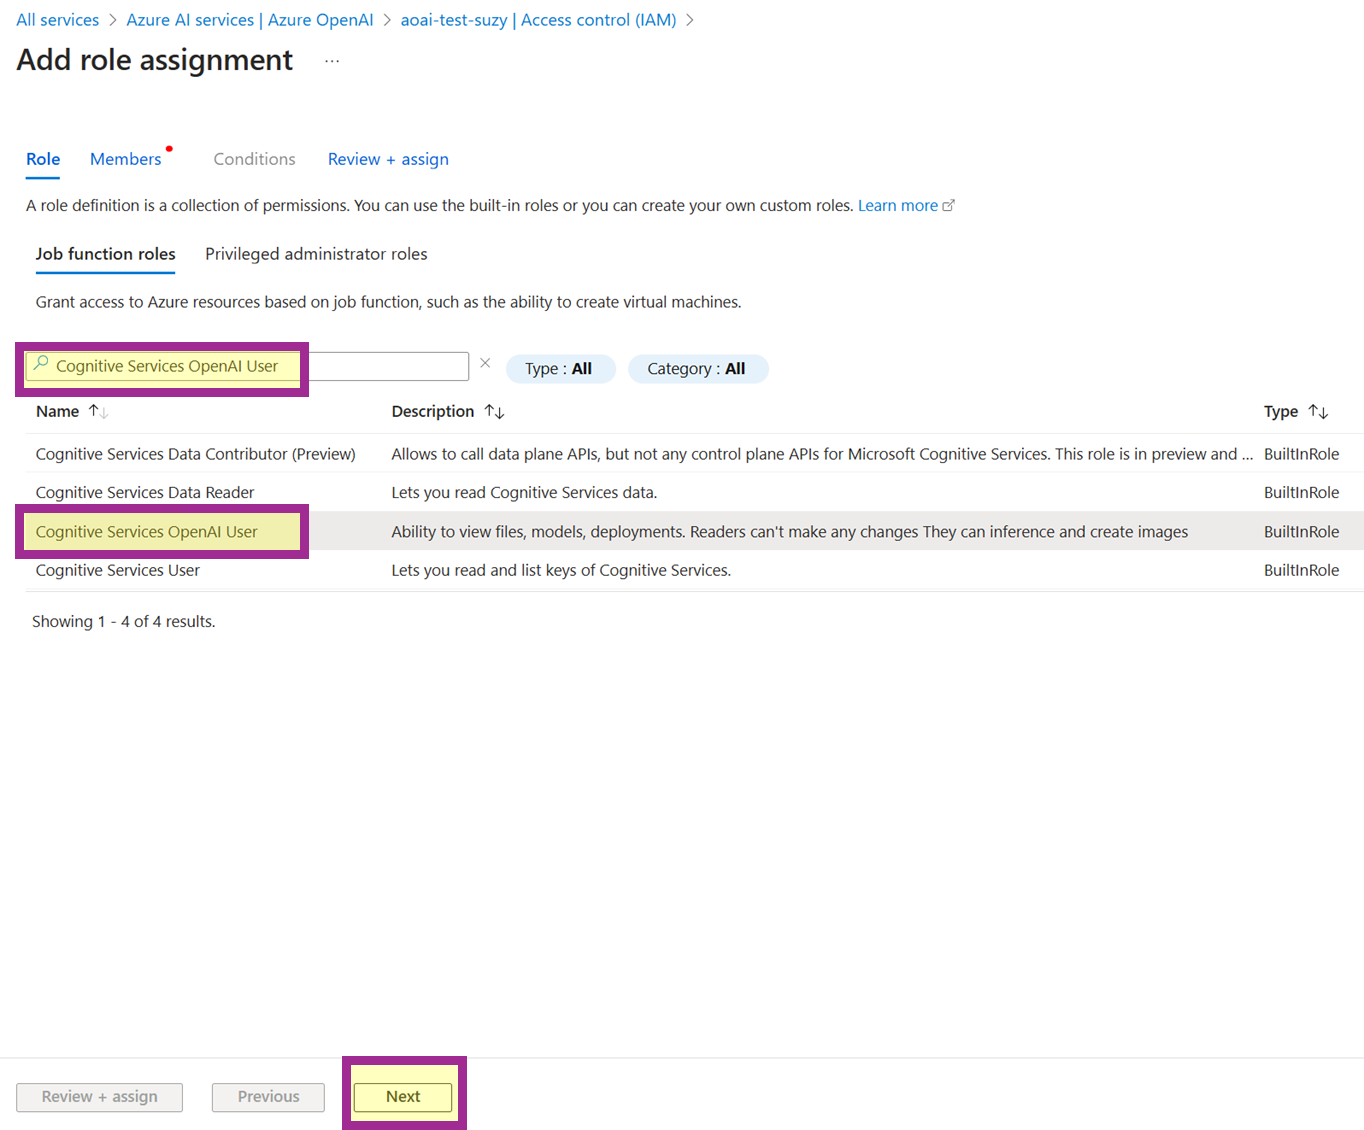 All services > Azure AI services | Azure OpenAI > aoai-test-suzy | Access control (IAM) >
Add role assignment ...
Role Members Conditions Review + assign
A role definition is a collection of permissions. You can use the built-in roles or you can create your own custom roles. Learn more
Job function roles Privileged administrator roles
Grant access to Azure resources based on job function, such as the ability to create virtual machines.
Cognitive Services OpenAI User × Type : All Category : All
Name ↑↓ Description ↑↓ Type ↑↓
Cognitive Services Data Contributor (Preview) Allows to call data plane APIs, but not any control plane APIs for Microsoft Cognitive Services. This role is in preview and ... BuiltInRole
Cognitive Services Data Reader Lets you read Cognitive Services data. BuiltInRole
Cognitive Services OpenAI User Ability to view files, models, deployments. Readers can't make any changes They can inference and create images BuiltInRole
Cognitive Services User Lets you read and list keys of Cognitive Services. BuiltInRole
Showing 1 - 4 of 4 results.
Review + assign Previous Next